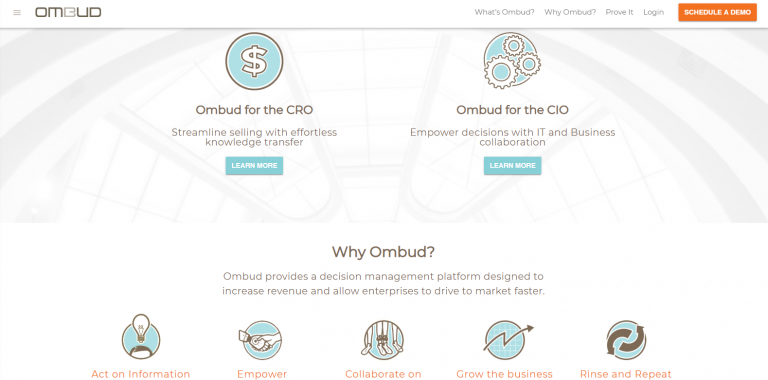 OMBUD
What's Ombud?
Why Ombud?
Prove It
Login
SCHEDULE A DEMO
$
Ombud for the CRO
Streamline selling with effortless
knowledge transfer
LEARN MORE
Ombud for the CIO
Empower decisions with IT and Business
collaboration
LEARN MORE
Why Ombud?
Ombud provides a decision management platform designed to
increase revenue and allow enterprises to drive to market faster.
Act on Information
Empower
Collaborate on
Grow the business
Rinse and Repeat